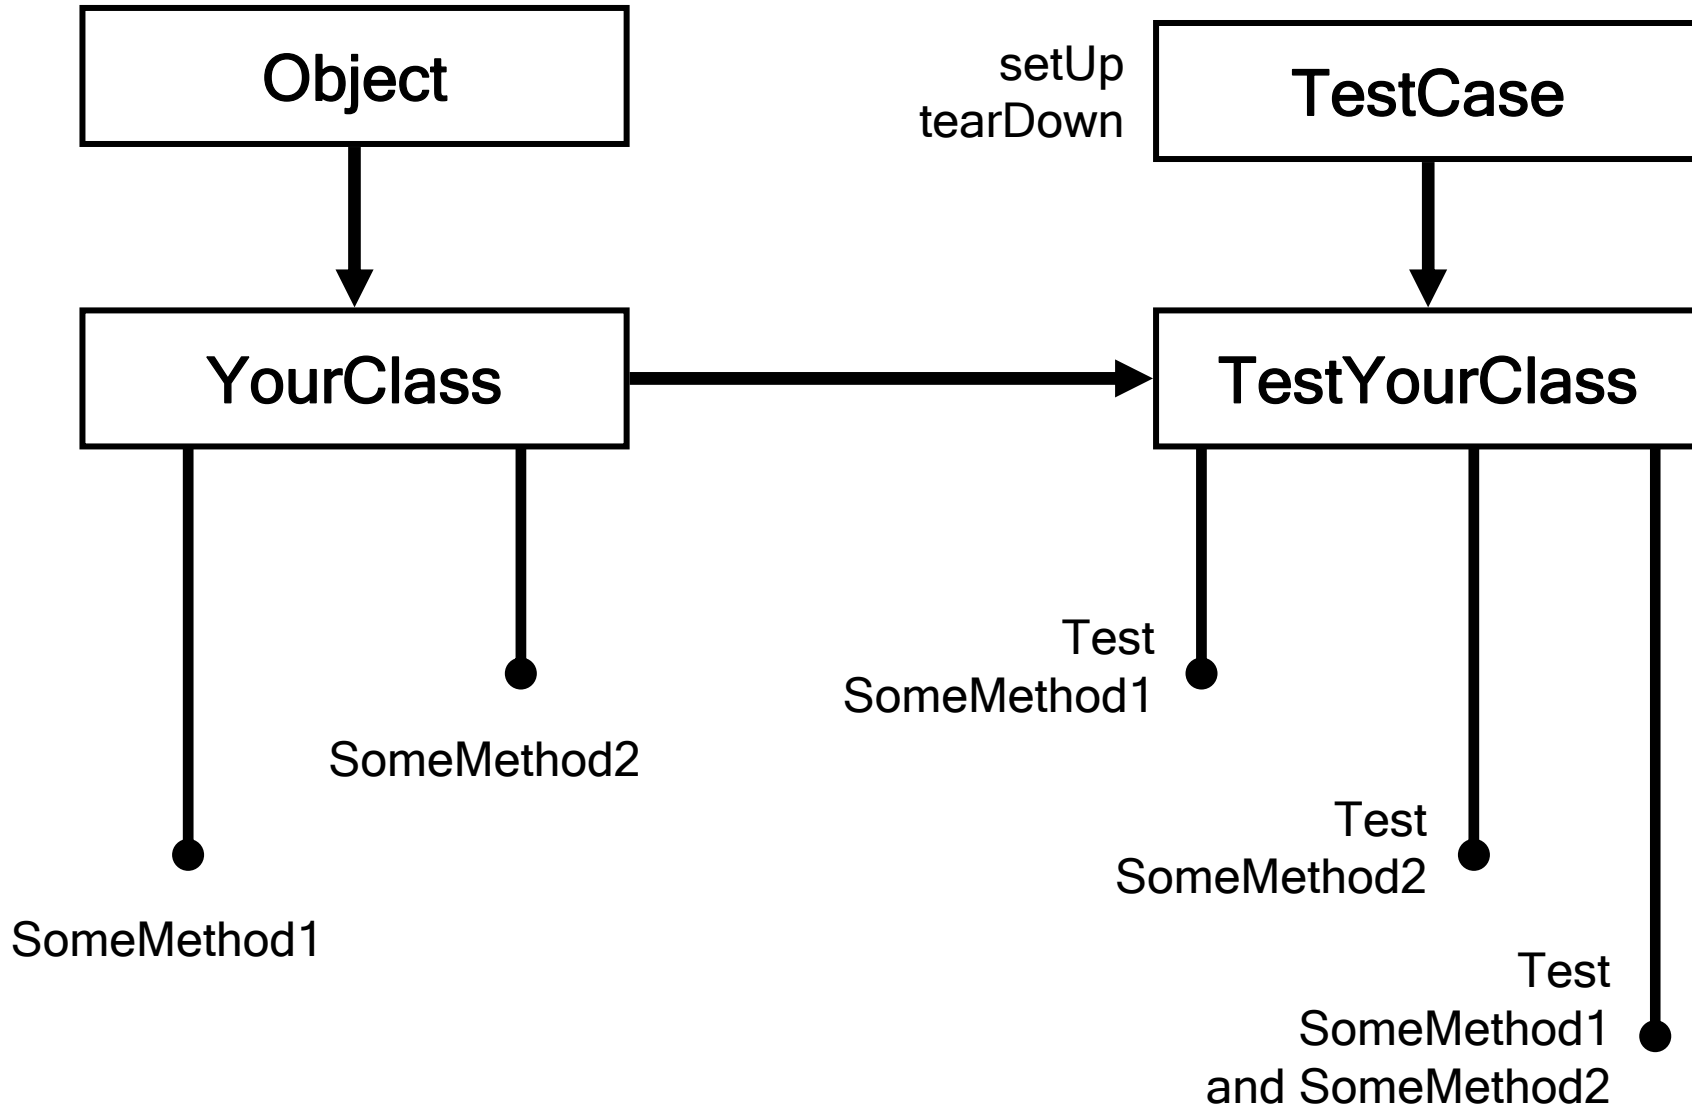 Object
setUp
tearDown
TestCase
YourClass
TestYourClass
Test
SomeMethod1
SomeMethod2
Test
SomeMethod2
SomeMethod1
Test
SomeMethod1
and SomeMethod2